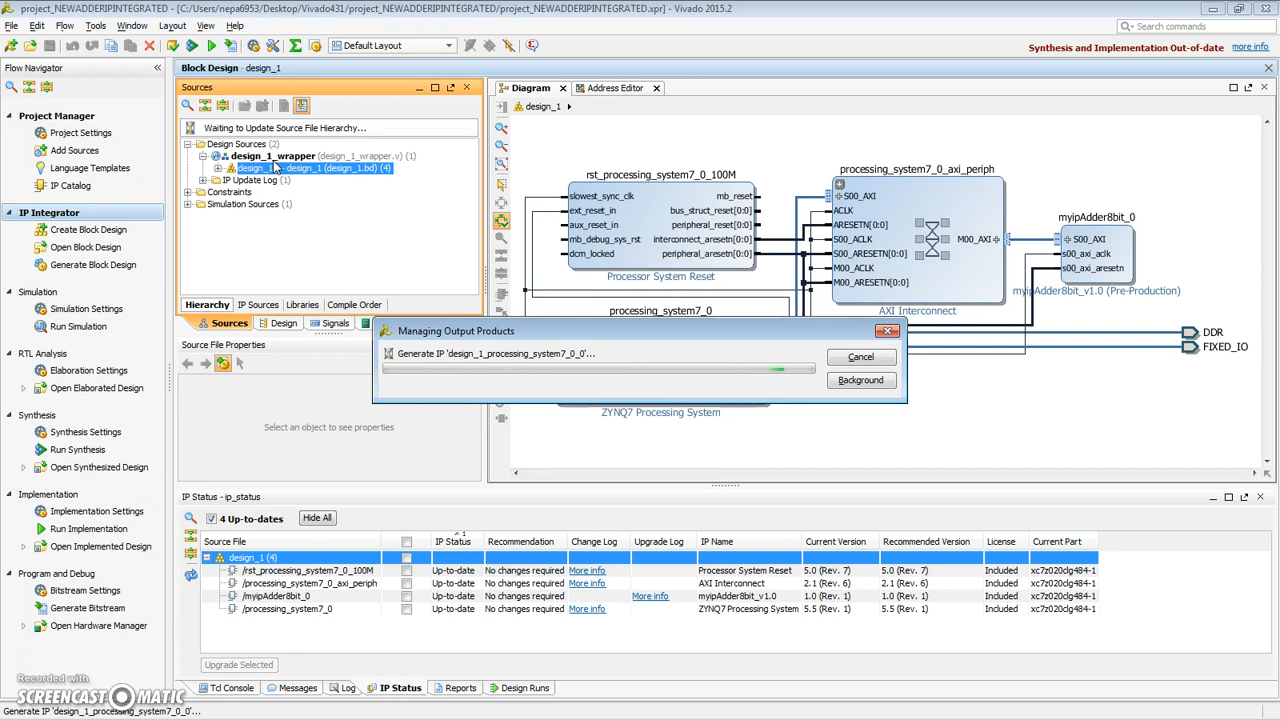 project_NEWADDERIPINTEGRATED - [C:/Users/nepa6953/Desktop/Vivado431/project_NEWADDERIPINTEGRATED/project_NEWADDERIPINTEGRATED.xpr] - Vivado 2015.2
File Edit Flow Tools Window Layout View Help
Search commands
Default Layout
Synthesis and Implementation Out-of-date more info
Flow Navigator
Project Manager
Project Settings
Add Sources
Language Templates
IP Catalog
IP Integrator
Create Block Design
Open Block Design
Generate Block Design
Simulation
Simulation Settings
Run Simulation
RTL Analysis
Elaboration Settings
Open Elaborated Design
Synthesis
Synthesis Settings
Run Synthesis
Open Synthesized Design
Implementation
Implementation Settings
Run Implementation
Open Implemented Design
Program and Debug
Bitstream Settings
Generate Bitstream
Open Hardware Manager
Block Design - design_1
Sources
Waiting to Update Source File Hierarchy...
Design Sources (2)
design_1_wrapper (design_1_wrapper.v) (1)
design_1 - design_1 (design_1.bd) (4)
IP Update Log (1)
Constraints
Simulation Sources (1)
Hierarchy IP Sources Libraries Compile Order
Sources Design Signals
Source File Properties
Select an object to see properties
Diagram Address Editor
design_1
rst_processing_system7_0_100M
slowest_sync_clk mb_reset
ext_reset_in bus_struct_reset[0:0]
aux_reset_in peripheral_reset[0:0]
mb_debug_sys_rst interconnect_aresetn[0:0]
dcm_locked peripheral_aresetn[0:0]
Processor System Reset
processing_system7_0
processing_system7_0_axi_periph
S00_AXI
ACLK
ARESETN[0:0]
S00_ACLK M00_AXI
S00_ARESETN[0:0]
M00_ACLK
M00_ARESETN[0:0]
AXI Interconnect
myipAdder8bit_0
S00_AXI
s00_axi_aclk
s00_axi_aresetn
myipAdder8bit_v1.0 (Pre-Production)
DDR
FIXED_IO
ZYNQ7 Processing System
Managing Output Products
Generate IP 'design_1_processing_system7_0_0'...
Cancel
Background
IP Status - ip_status
4 Up-to-dates Hide All
Source File IP Status Recommendation Change Log Upgrade Log IP Name Current Version Recommended Version License Current Part
design_1 (4)
/rst_processing_system7_0_100M Up-to-date No changes required More info Processor System Reset 5.0 (Rev. 7) 5.0 (Rev. 7) Included xc7z020clg484-1
/processing_system7_0_axi_periph Up-to-date No changes required More info AXI Interconnect 2.1 (Rev. 6) 2.1 (Rev. 6) Included xc7z020clg484-1
/myipAdder8bit_0 Up-to-date No changes required More info myipAdder8bit_v1.0 1.0 (Rev. 1) 1.0 (Rev. 1) Included xc7z020clg484-1
/processing_system7_0 Up-to-date No changes required More info ZYNQ7 Processing System 5.5 (Rev. 1) 5.5 (Rev. 1) Included xc7z020clg484-1
Upgrade Selected
Tcl Console Messages Log IP Status Reports Design Runs
Recorded with
SCREENCAST-O-MATIC
Generate IP 'design_1_processing_system7_0_0'...